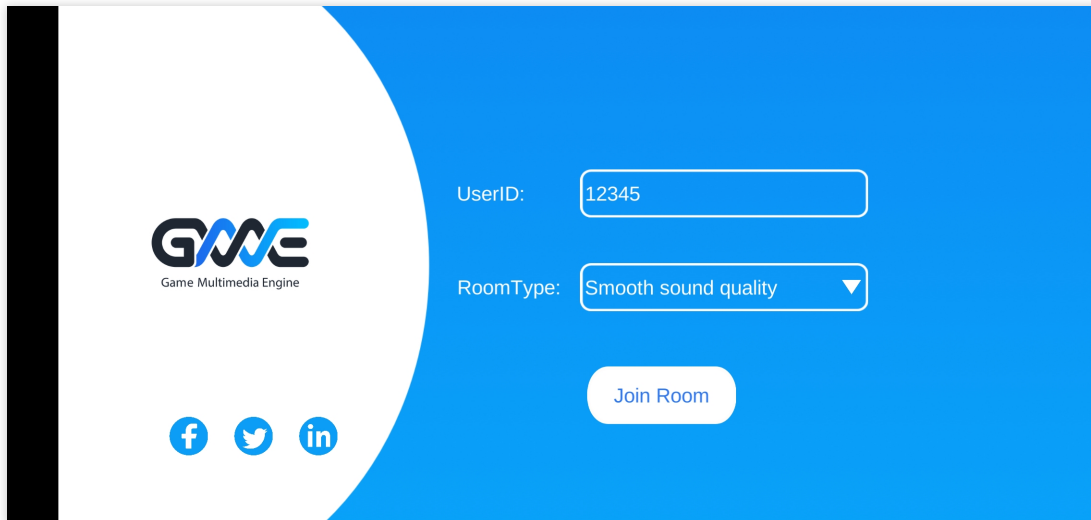 GME
Game Multimedia Engine
UserID:
12345
RoomType:
Smooth sound quality
Join Room